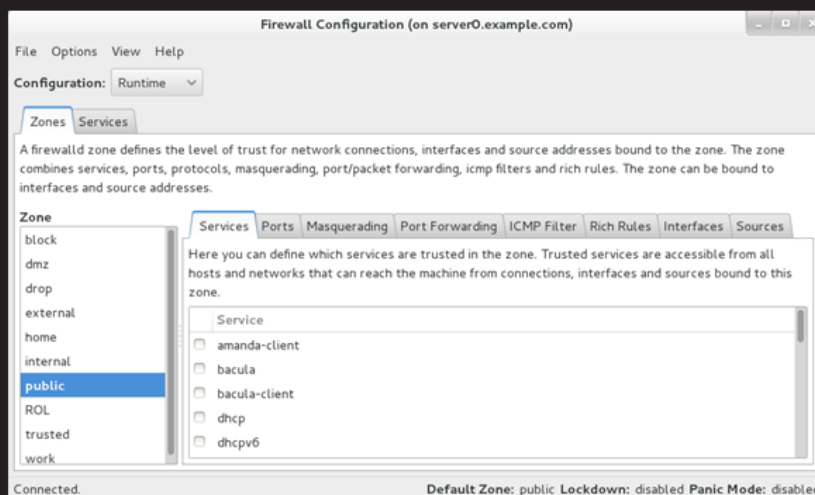 Firewall Configuration (on server0.example.com)
File Options View Help
Configuration: Runtime
Zones Services
A firewalld zone defines the level of trust for network connections, interfaces and source addresses bound to the zone. The zone
combines services, ports, protocols, masquerading, port/packet forwarding, icmp filters and rich rules. The zone can be bound to
interfaces and source addresses.
Zone
block
dmz
drop
external
home
internal
public
ROL
trusted
work
Services Ports Masquerading Port Forwarding ICMP Filter Rich Rules Interfaces Sources
Here you can define which services are trusted in the zone. Trusted services are accessible from all
hosts and networks that can reach the machine from connections, interfaces and sources bound to this
zone.
Service
amanda-client
bacula
bacula-client
dhcp
dhcpv6
Connected.
Default Zone: public Lockdown: disabled Panic Mode: disabled